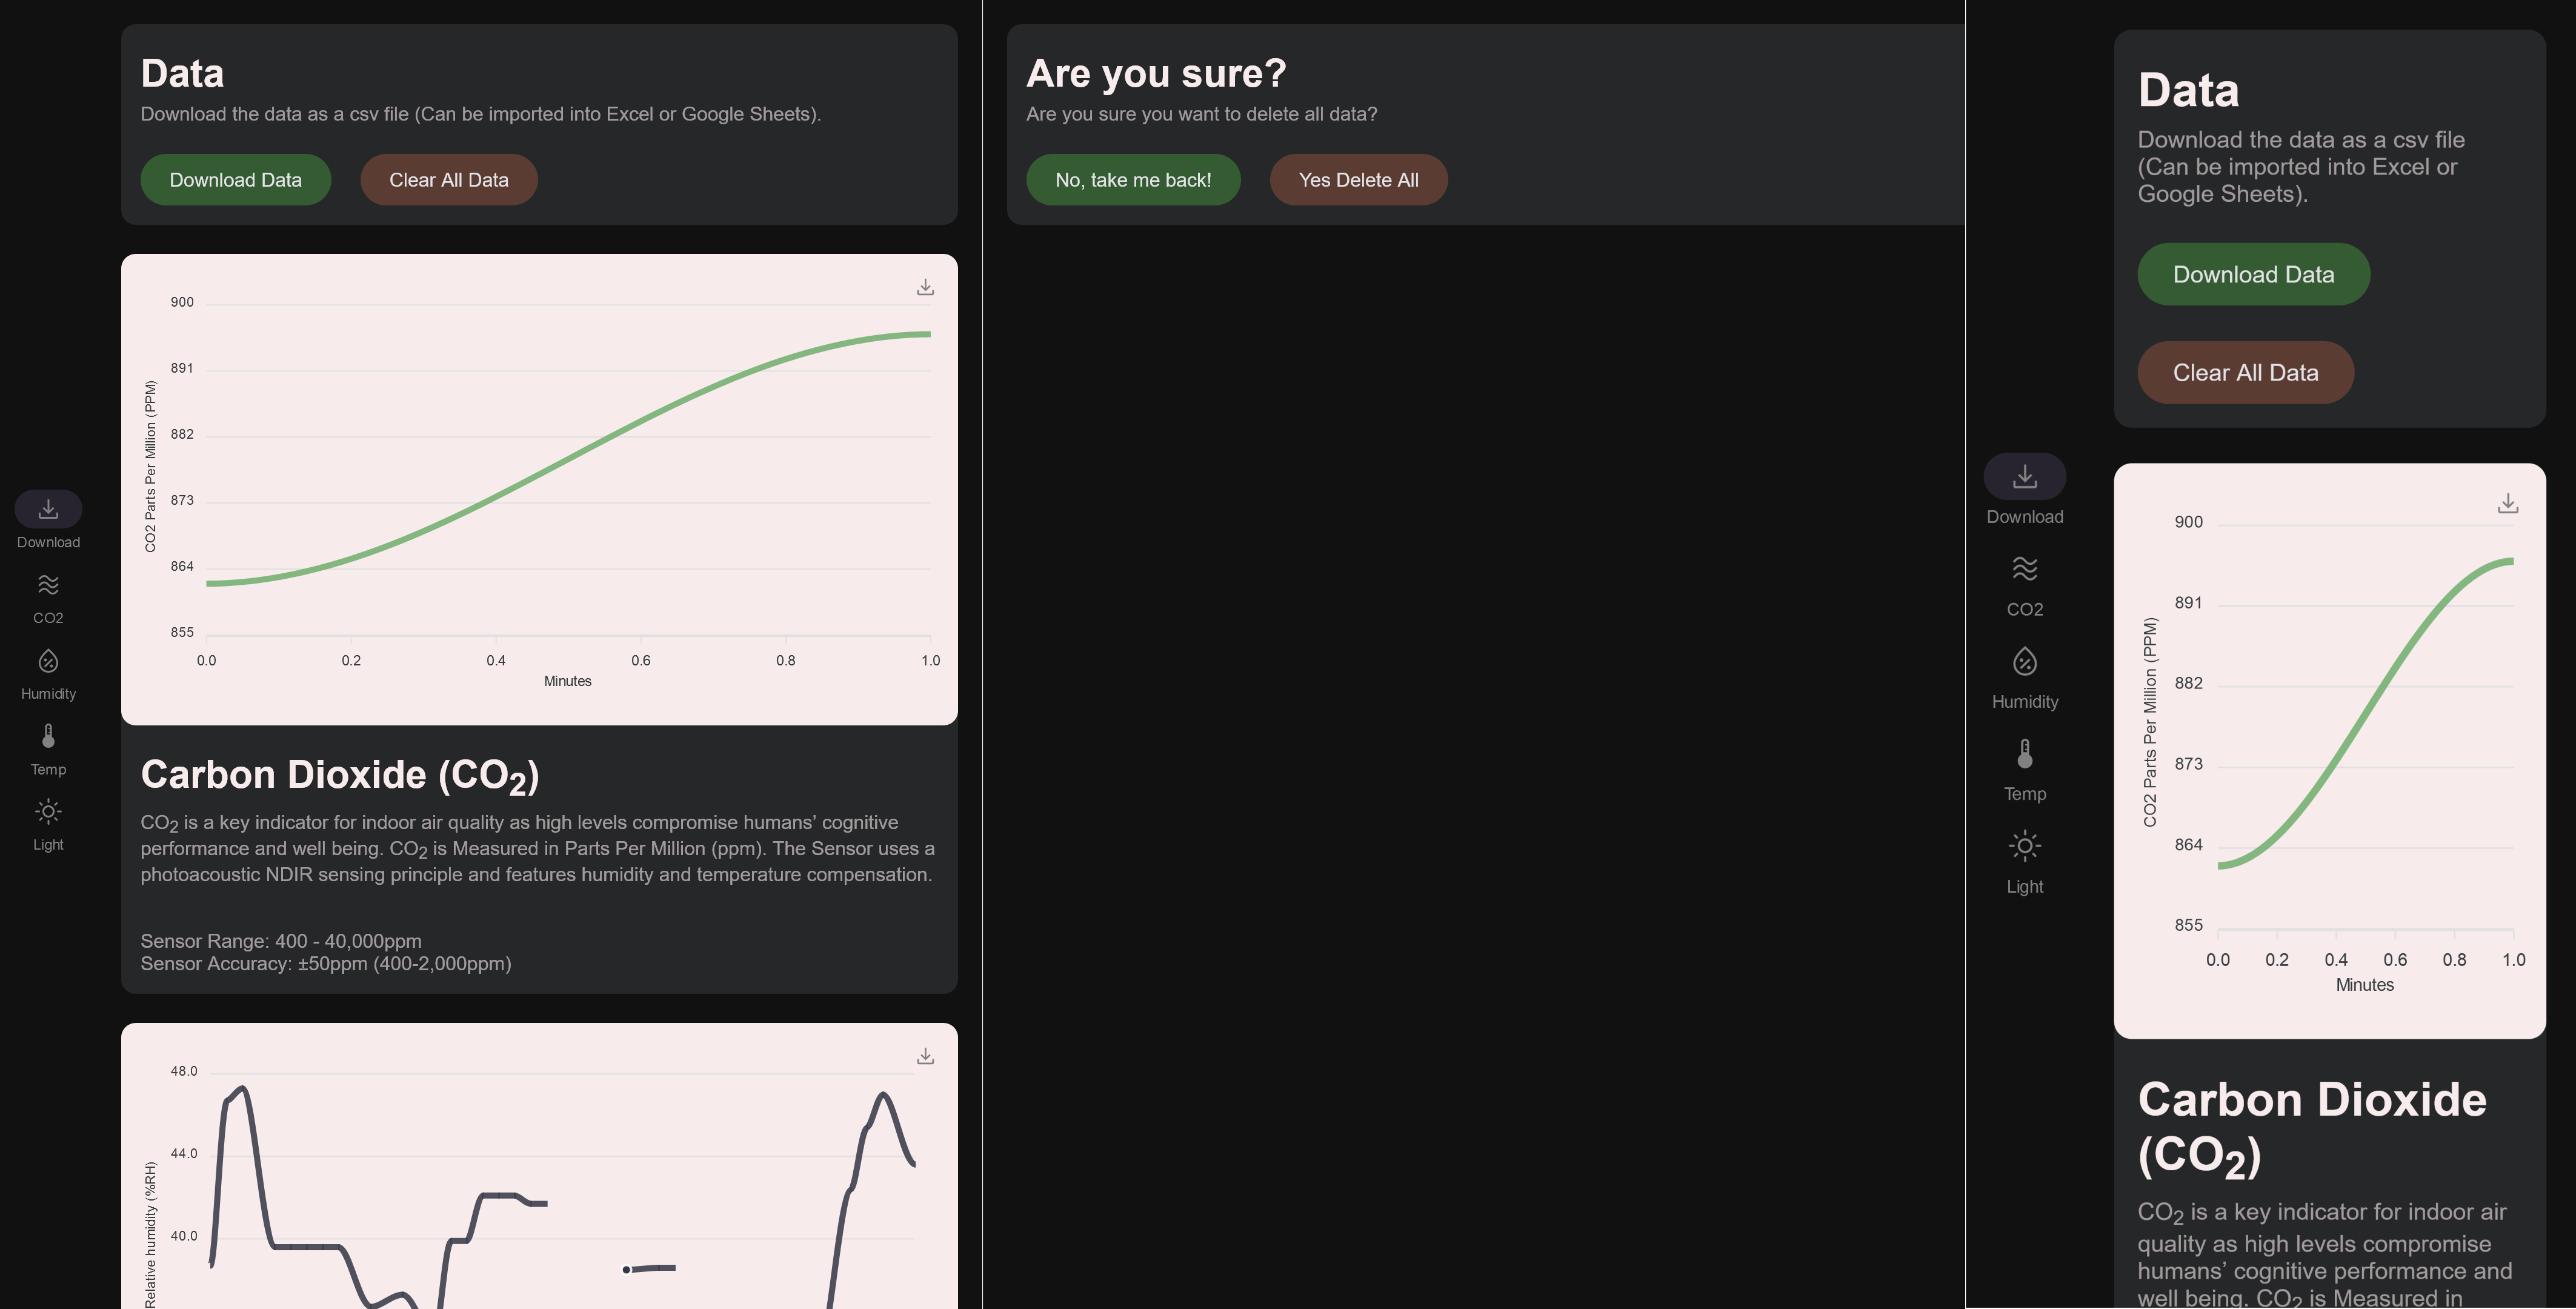 Data
Download the data as a csv file (Can be imported into Excel or Google Sheets).
Download Data
Clear All Data
900
891
882
873
864
855
CO2 Parts Per Million (PPM)
0.0 0.2 0.4 0.6 0.8 1.0
Minutes
Download
CO2
Humidity
Temp
Light
Carbon Dioxide (CO₂)
CO₂ is a key indicator for indoor air quality as high levels compromise humans’ cognitive
performance and well being. CO₂ is Measured in Parts Per Million (ppm). The Sensor uses a
photoacoustic NDIR sensing principle and features humidity and temperature compensation.
Sensor Range: 400 - 40,000ppm
Sensor Accuracy: ±50ppm (400-2,000ppm)
48.0
44.0
40.0
Relative humidity (%RH)
Are you sure?
Are you sure you want to delete all data?
No, take me back!
Yes Delete All
Data
Download the data as a csv file
(Can be imported into Excel or
Google Sheets).
Download Data
Clear All Data
Download
CO2
Humidity
Temp
Light
900
891
882
873
864
855
CO2 Parts Per Million (PPM)
0.0 0.2 0.4 0.6 0.8 1.0
Minutes
Carbon Dioxide
(CO₂)
CO₂ is a key indicator for indoor air
quality as high levels compromise
humans’ cognitive performance and
well being. CO₂ is Measured in